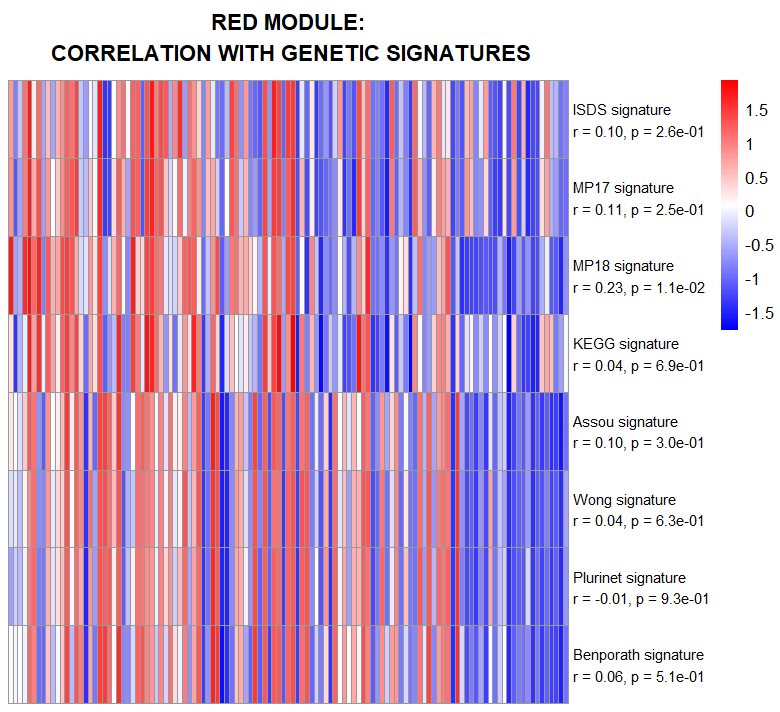 RED MODULE:
CORRELATION WITH GENETIC SIGNATURES
ISDS signature
r = 0.10, p = 2.6e-01
MP17 signature
r = 0.11, p = 2.5e-01
MP18 signature
r = 0.23, p = 1.1e-02
KEGG signature
r = 0.04, p = 6.9e-01
Assou signature
r = 0.10, p = 3.0e-01
Wong signature
r = 0.04, p = 6.3e-01
Plurinet signature
r = -0.01, p = 9.3e-01
Benporath signature
r = 0.06, p = 5.1e-01
1.5
1
0.5
0
-0.5
-1
-1.5